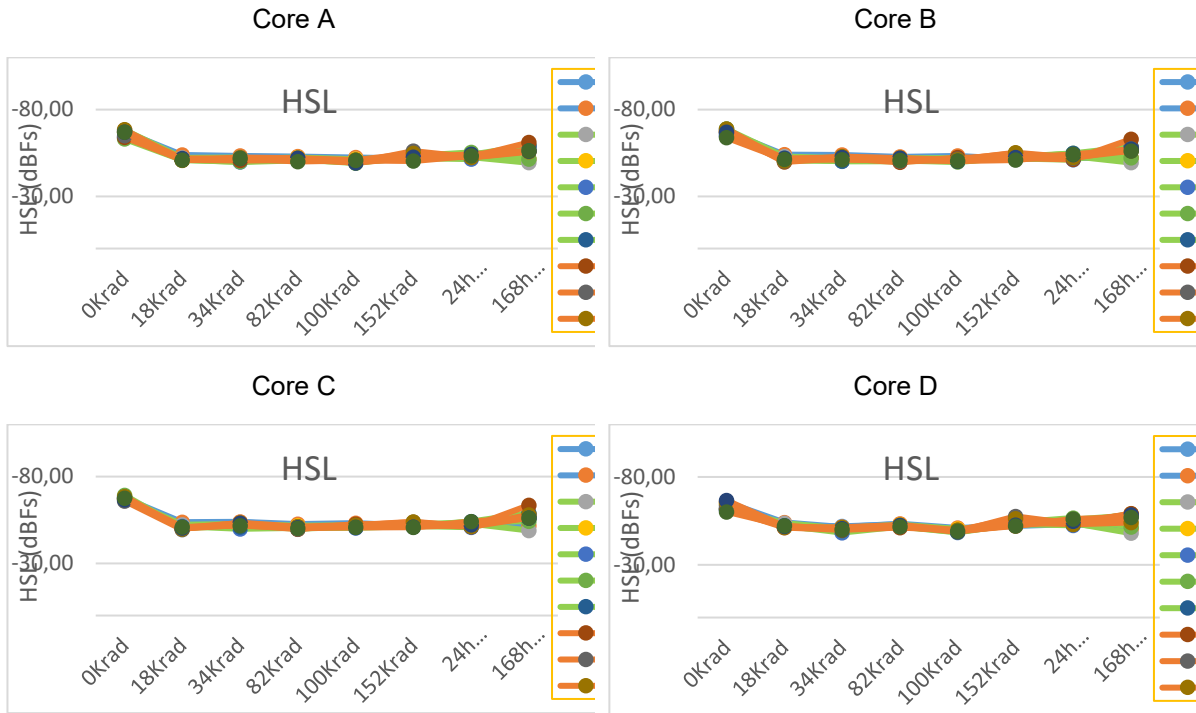 Core A
HSL
HSL (dBFs)
-80,00
-30,00
0Krad
18Krad
34Krad
82Krad
100Krad
152Krad
24h...
168h...
Core B
HSL
HSL (dBFs)
-80,00
-30,00
0Krad
18Krad
34Krad
82Krad
100Krad
152Krad
24h...
168h...
Core C
HSL
HSL (dBFs)
-80,00
-30,00
0Krad
18Krad
34Krad
82Krad
100Krad
152Krad
24h...
168h...
Core D
HSL
HSL (dBFs)
-80,00
-30,00
0Krad
18Krad
34Krad
82Krad
100Krad
152Krad
24h...
168h...